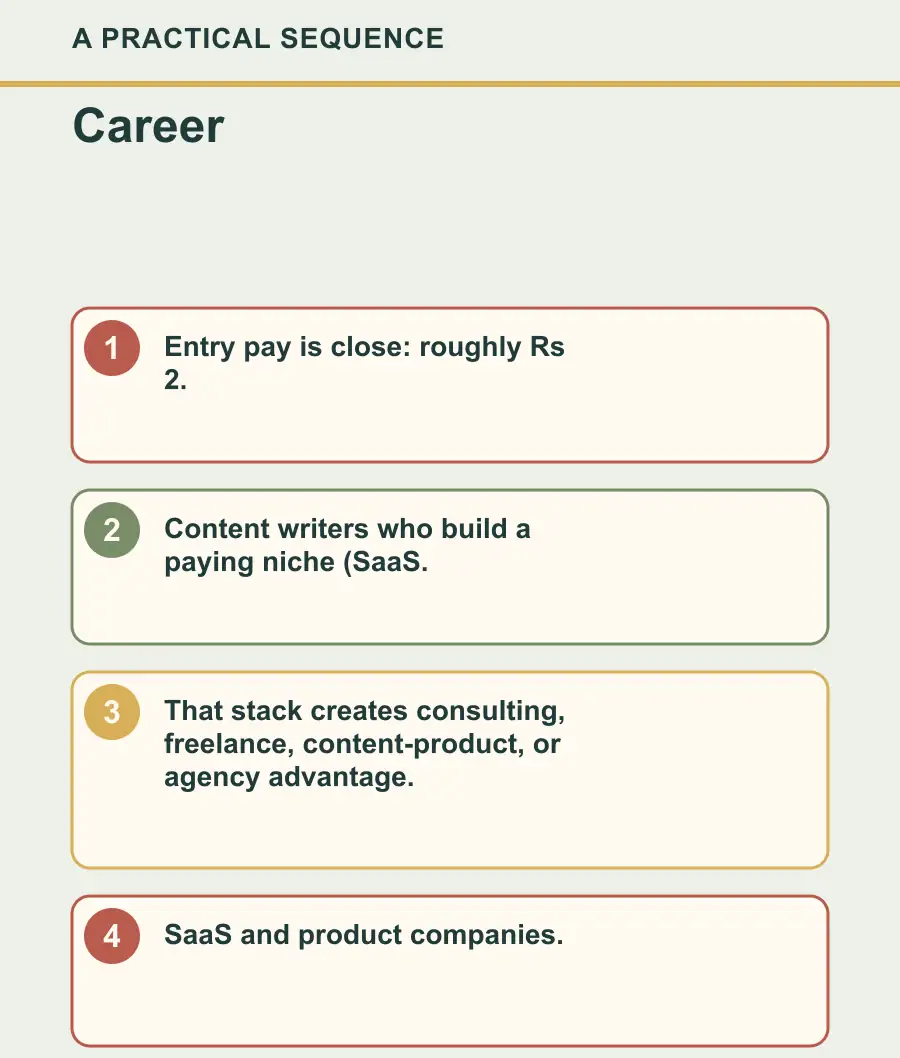 A PRACTICAL SEQUENCE
Career
1
Entry pay is close: roughly Rs
2.
2
Content writers who build a
paying niche (SaaS.
3
That stack creates consulting,
freelance, content-product, or
agency advantage.
4
SaaS and product companies.